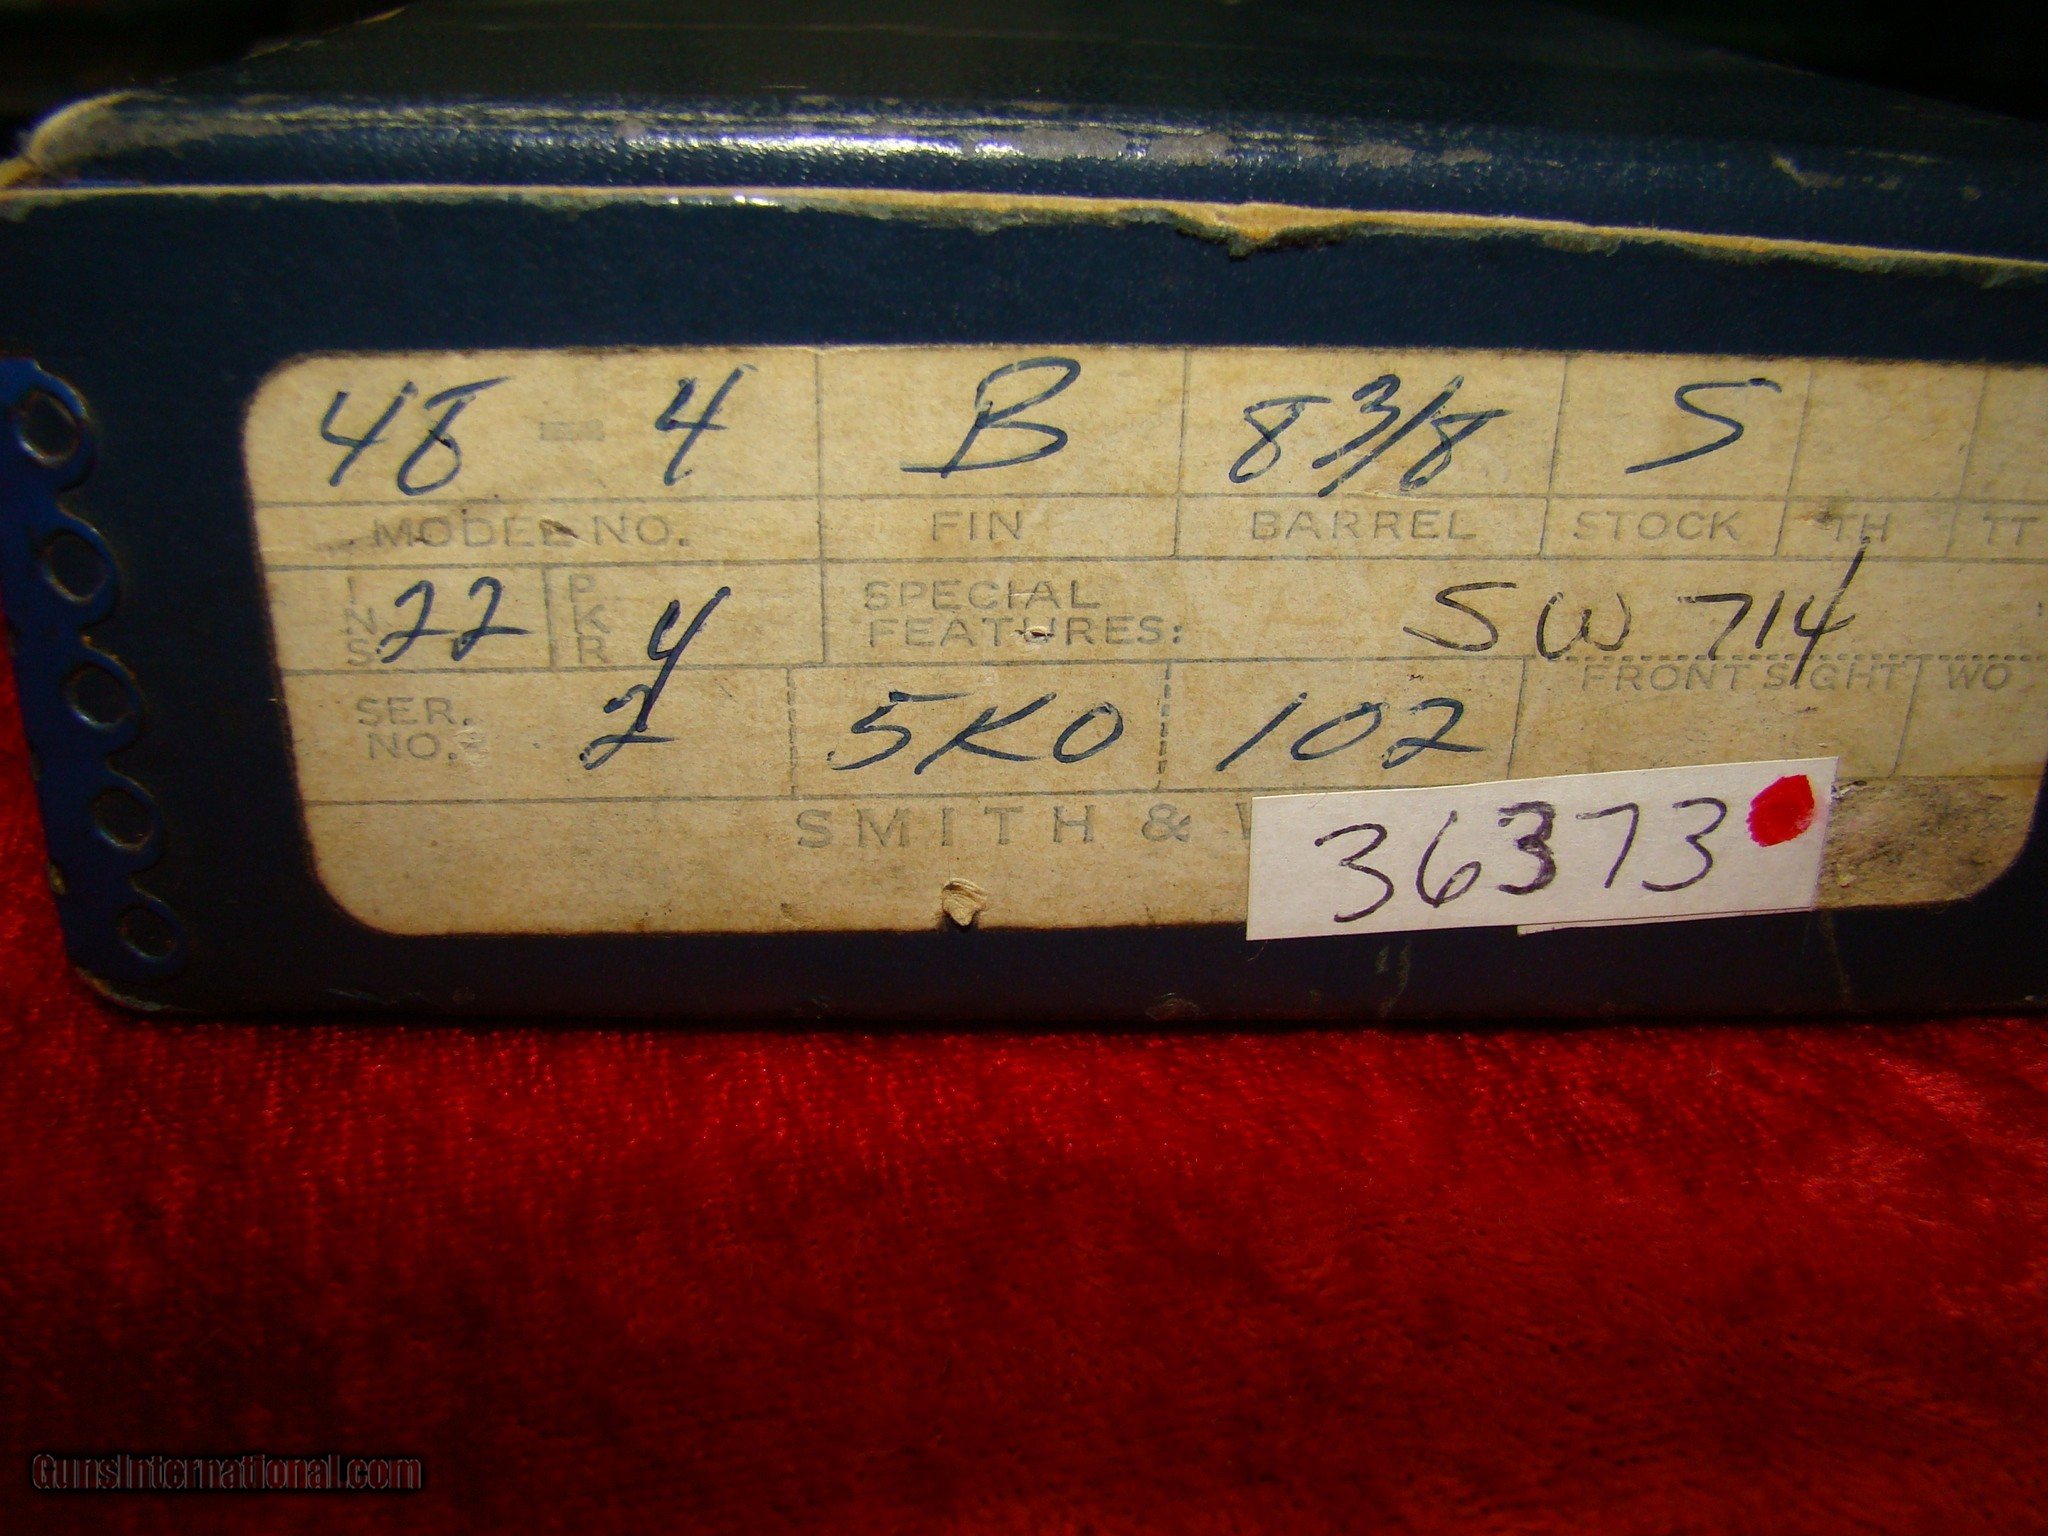 48 - 4 B 8 3/8 S
MODEL NO. FIN BARREL STOCK TH TT
INS 22 PKR 4 SPECIAL FEATURES: SW 714
FRONT SIGHT WO
SER. NO. 2 5K0 102
SMITH &
36373
GunsInternational.com